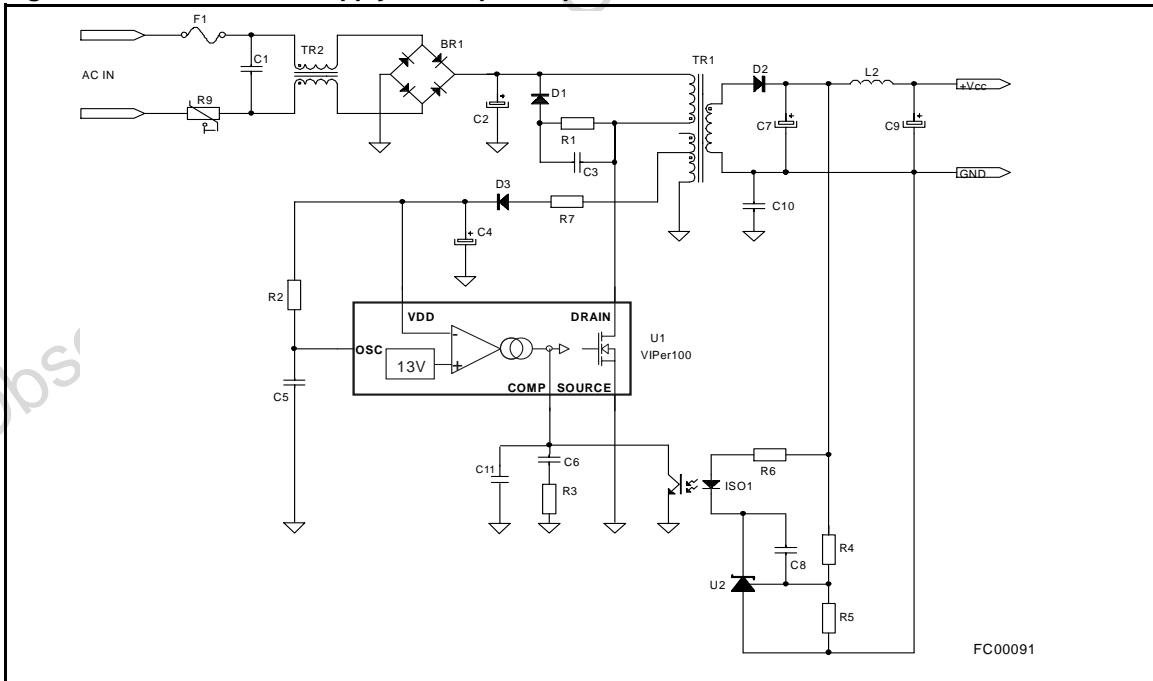 F1
BR1
TR2
TR1
C1
D2
L2
AC IN
+Vcc
D1
R9
C2
C7
C9
T
R1
C3
GND
D3
C10
R7
C4
R2
VDD
DRAIN
U1
VIPer100
OSC
-
13V
+
COMP SOURCE
C5
C11
C6
R6
R3
ISO1
R4
C8
U2
R5
FC00091